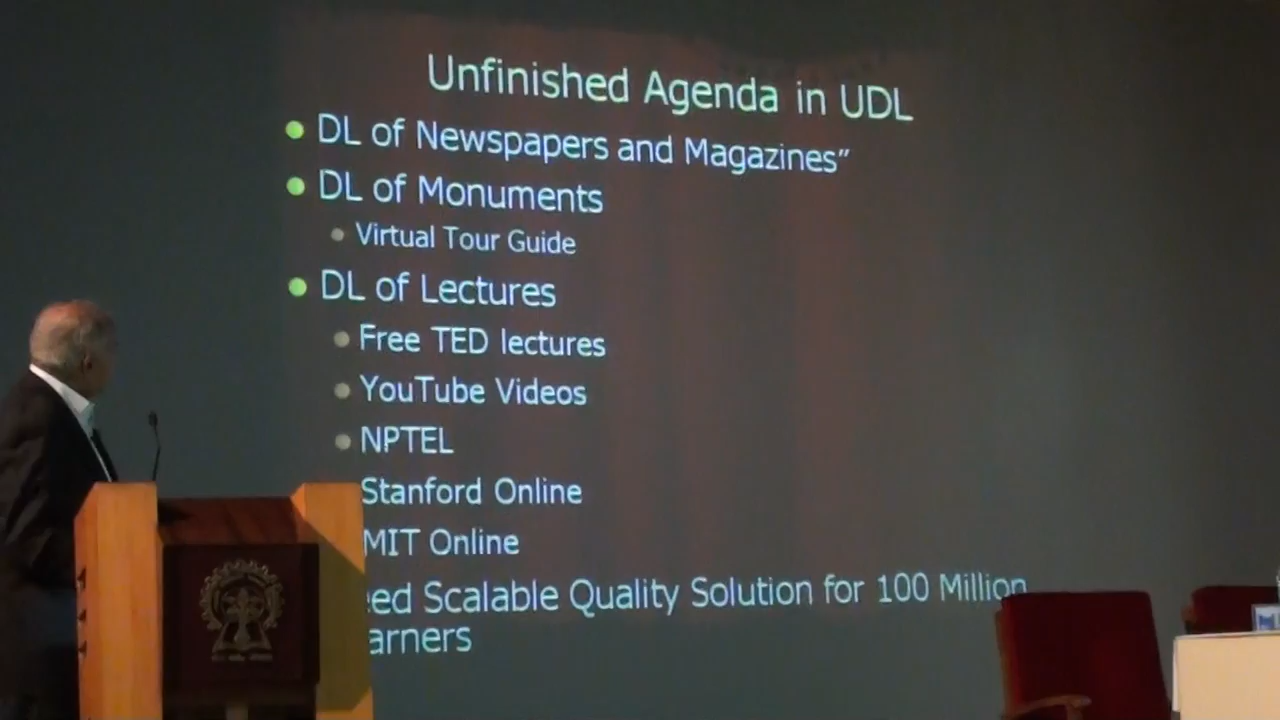 Unfinished Agenda in UDL
• DL of Newspapers and Magazines”
• DL of Monuments
• Virtual Tour Guide
• DL of Lectures
• Free TED lectures
• YouTube Videos
• NPTEL
Stanford Online
MIT Online
eed Scalable Quality Solution for 100 Million
arners